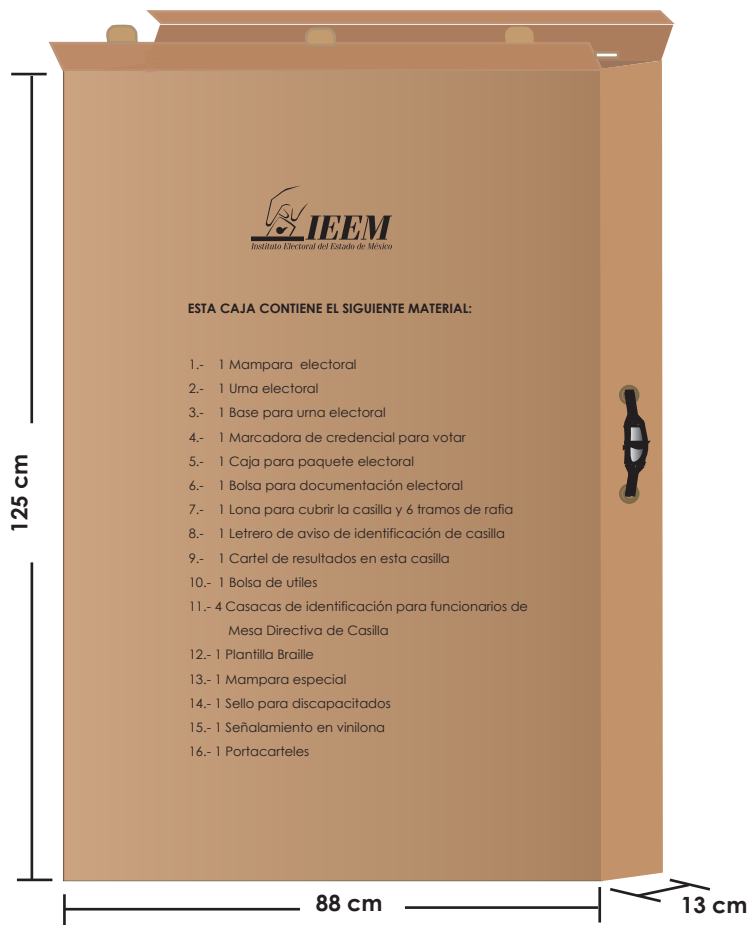 IEEM
Instituto Electoral del Estado de México
ESTA CAJA CONTIENE EL SIGUIENTE MATERIAL:
1.- 1 Mampara electoral
2.- 1 Urna electoral
3.- 1 Base para urna electoral
4.- 1 Marcadora de credencial para votar
5.- 1 Caja para paquete electoral
6.- 1 Bolsa para documentación electoral
7.- 1 Lona para cubrir la casilla y 6 tramos de rafia
8.- 1 Letrero de aviso de identificación de casilla
9.- 1 Cartel de resultados en esta casilla
10.- 1 Bolsa de utiles
11.- 4 Casacas de identificación para funcionarios de
Mesa Directiva de Casilla
12.- 1 Plantilla Braille
13.- 1 Mampara especial
14.- 1 Sello para discapacitados
15.- 1 Señalamiento en vinilona
16.- 1 Portacarteles
125 cm
88 cm
13 cm